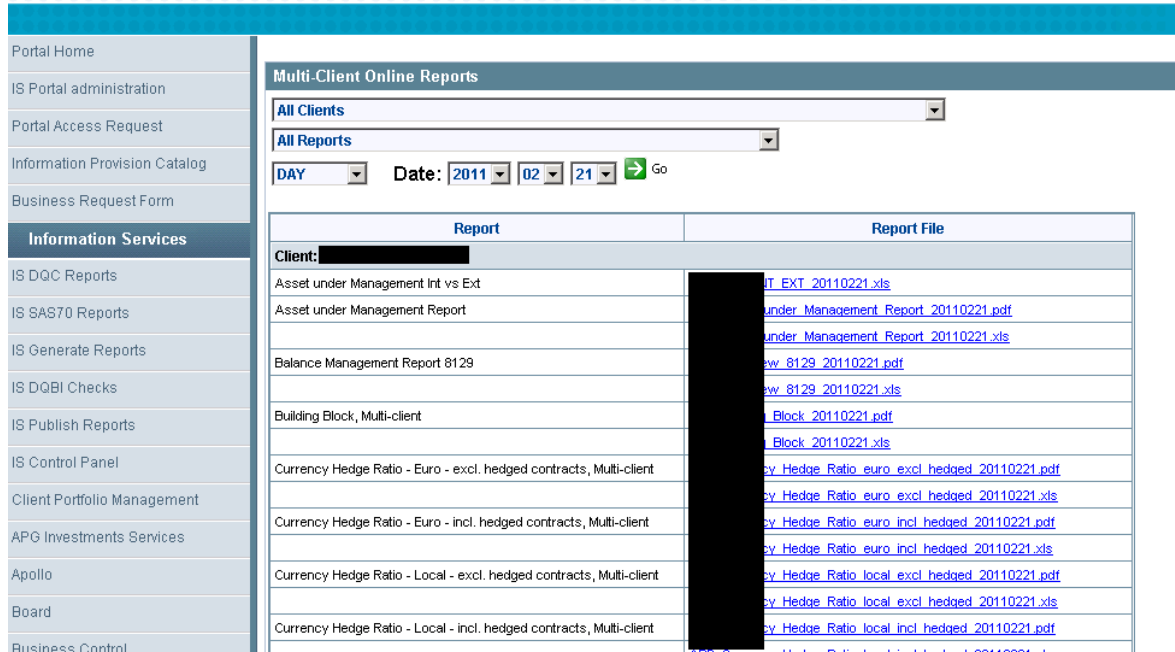 Portal Home
IS Portal administration
Portal Access Request
Information Provision Catalog
Business Request Form
Information Services
IS DQC Reports
IS SAS70 Reports
IS Generate Reports
IS DQBI Checks
IS Publish Reports
IS Control Panel
Client Portfolio Management
APG Investments Services
Apollo
Board
Business Control
Multi-Client Online Reports
All Clients
All Reports
DAY Date: 2011 02 21 Go
Report Report File
Client:
Asset under Management Int vs Ext NT_EXT_20110221.xls
Asset under Management Report under_Management_Report_20110221.pdf
under_Management_Report_20110221.xls
Balance Management Report 8129 ew_8129_20110221.pdf
ew_8129_20110221.xls
Building Block, Multi-client _Block_20110221.pdf
_Block_20110221.xls
Currency Hedge Ratio - Euro - excl. hedged contracts, Multi-client cy_Hedge_Ratio_euro_excl_hedged_20110221.pdf
cy_Hedge_Ratio_euro_excl_hedged_20110221.xls
Currency Hedge Ratio - Euro - incl. hedged contracts, Multi-client cy_Hedge_Ratio_euro_incl_hedged_20110221.pdf
cy_Hedge_Ratio_euro_incl_hedged_20110221.xls
Currency Hedge Ratio - Local - excl. hedged contracts, Multi-client cy_Hedge_Ratio_local_excl_hedged_20110221.pdf
cy_Hedge_Ratio_local_excl_hedged_20110221.xls
Currency Hedge Ratio - Local - incl. hedged contracts, Multi-client cy_Hedge_Ratio_local_incl_hedged_20110221.pdf